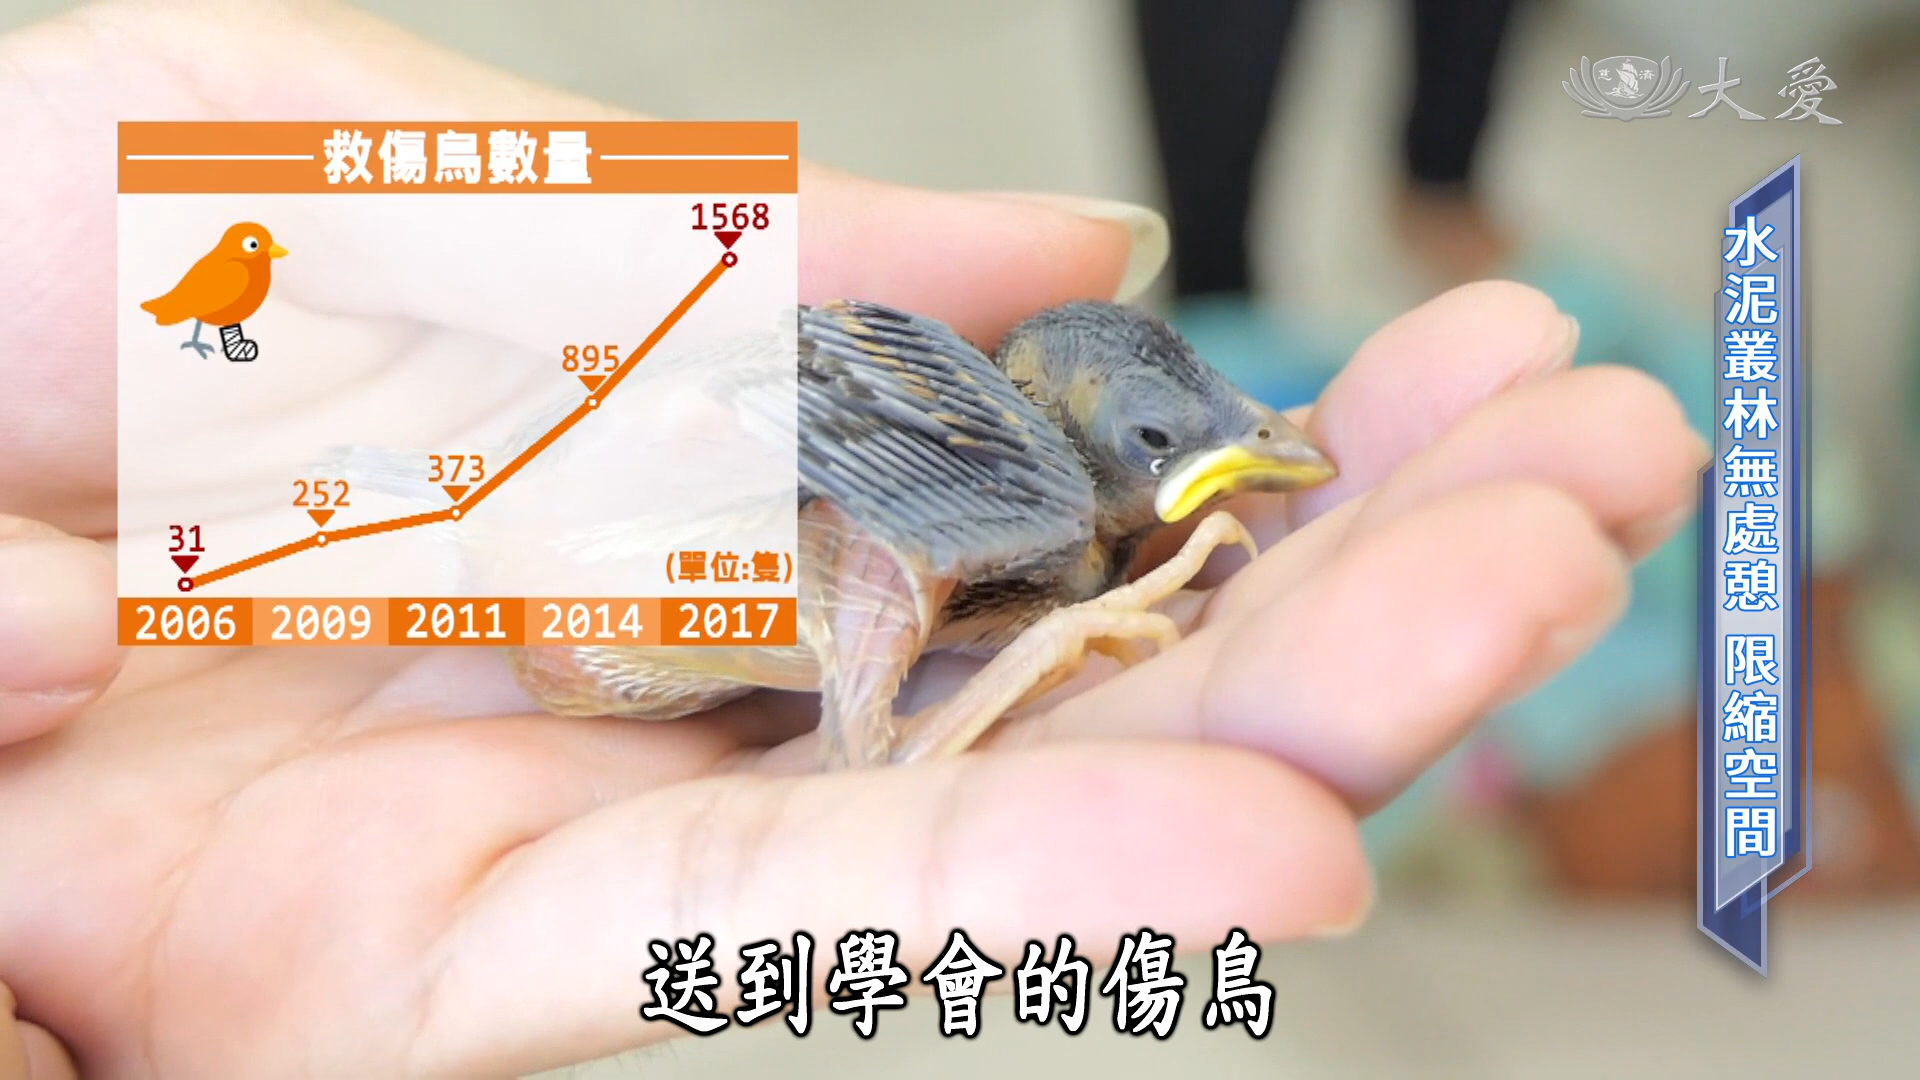 慈濟
大愛
救傷鳥數量
1568
895
373
252
31
(單位:隻)
2006 2009 2011 2014 2017
水泥叢林無處憩 限縮空間
送到學會的傷鳥